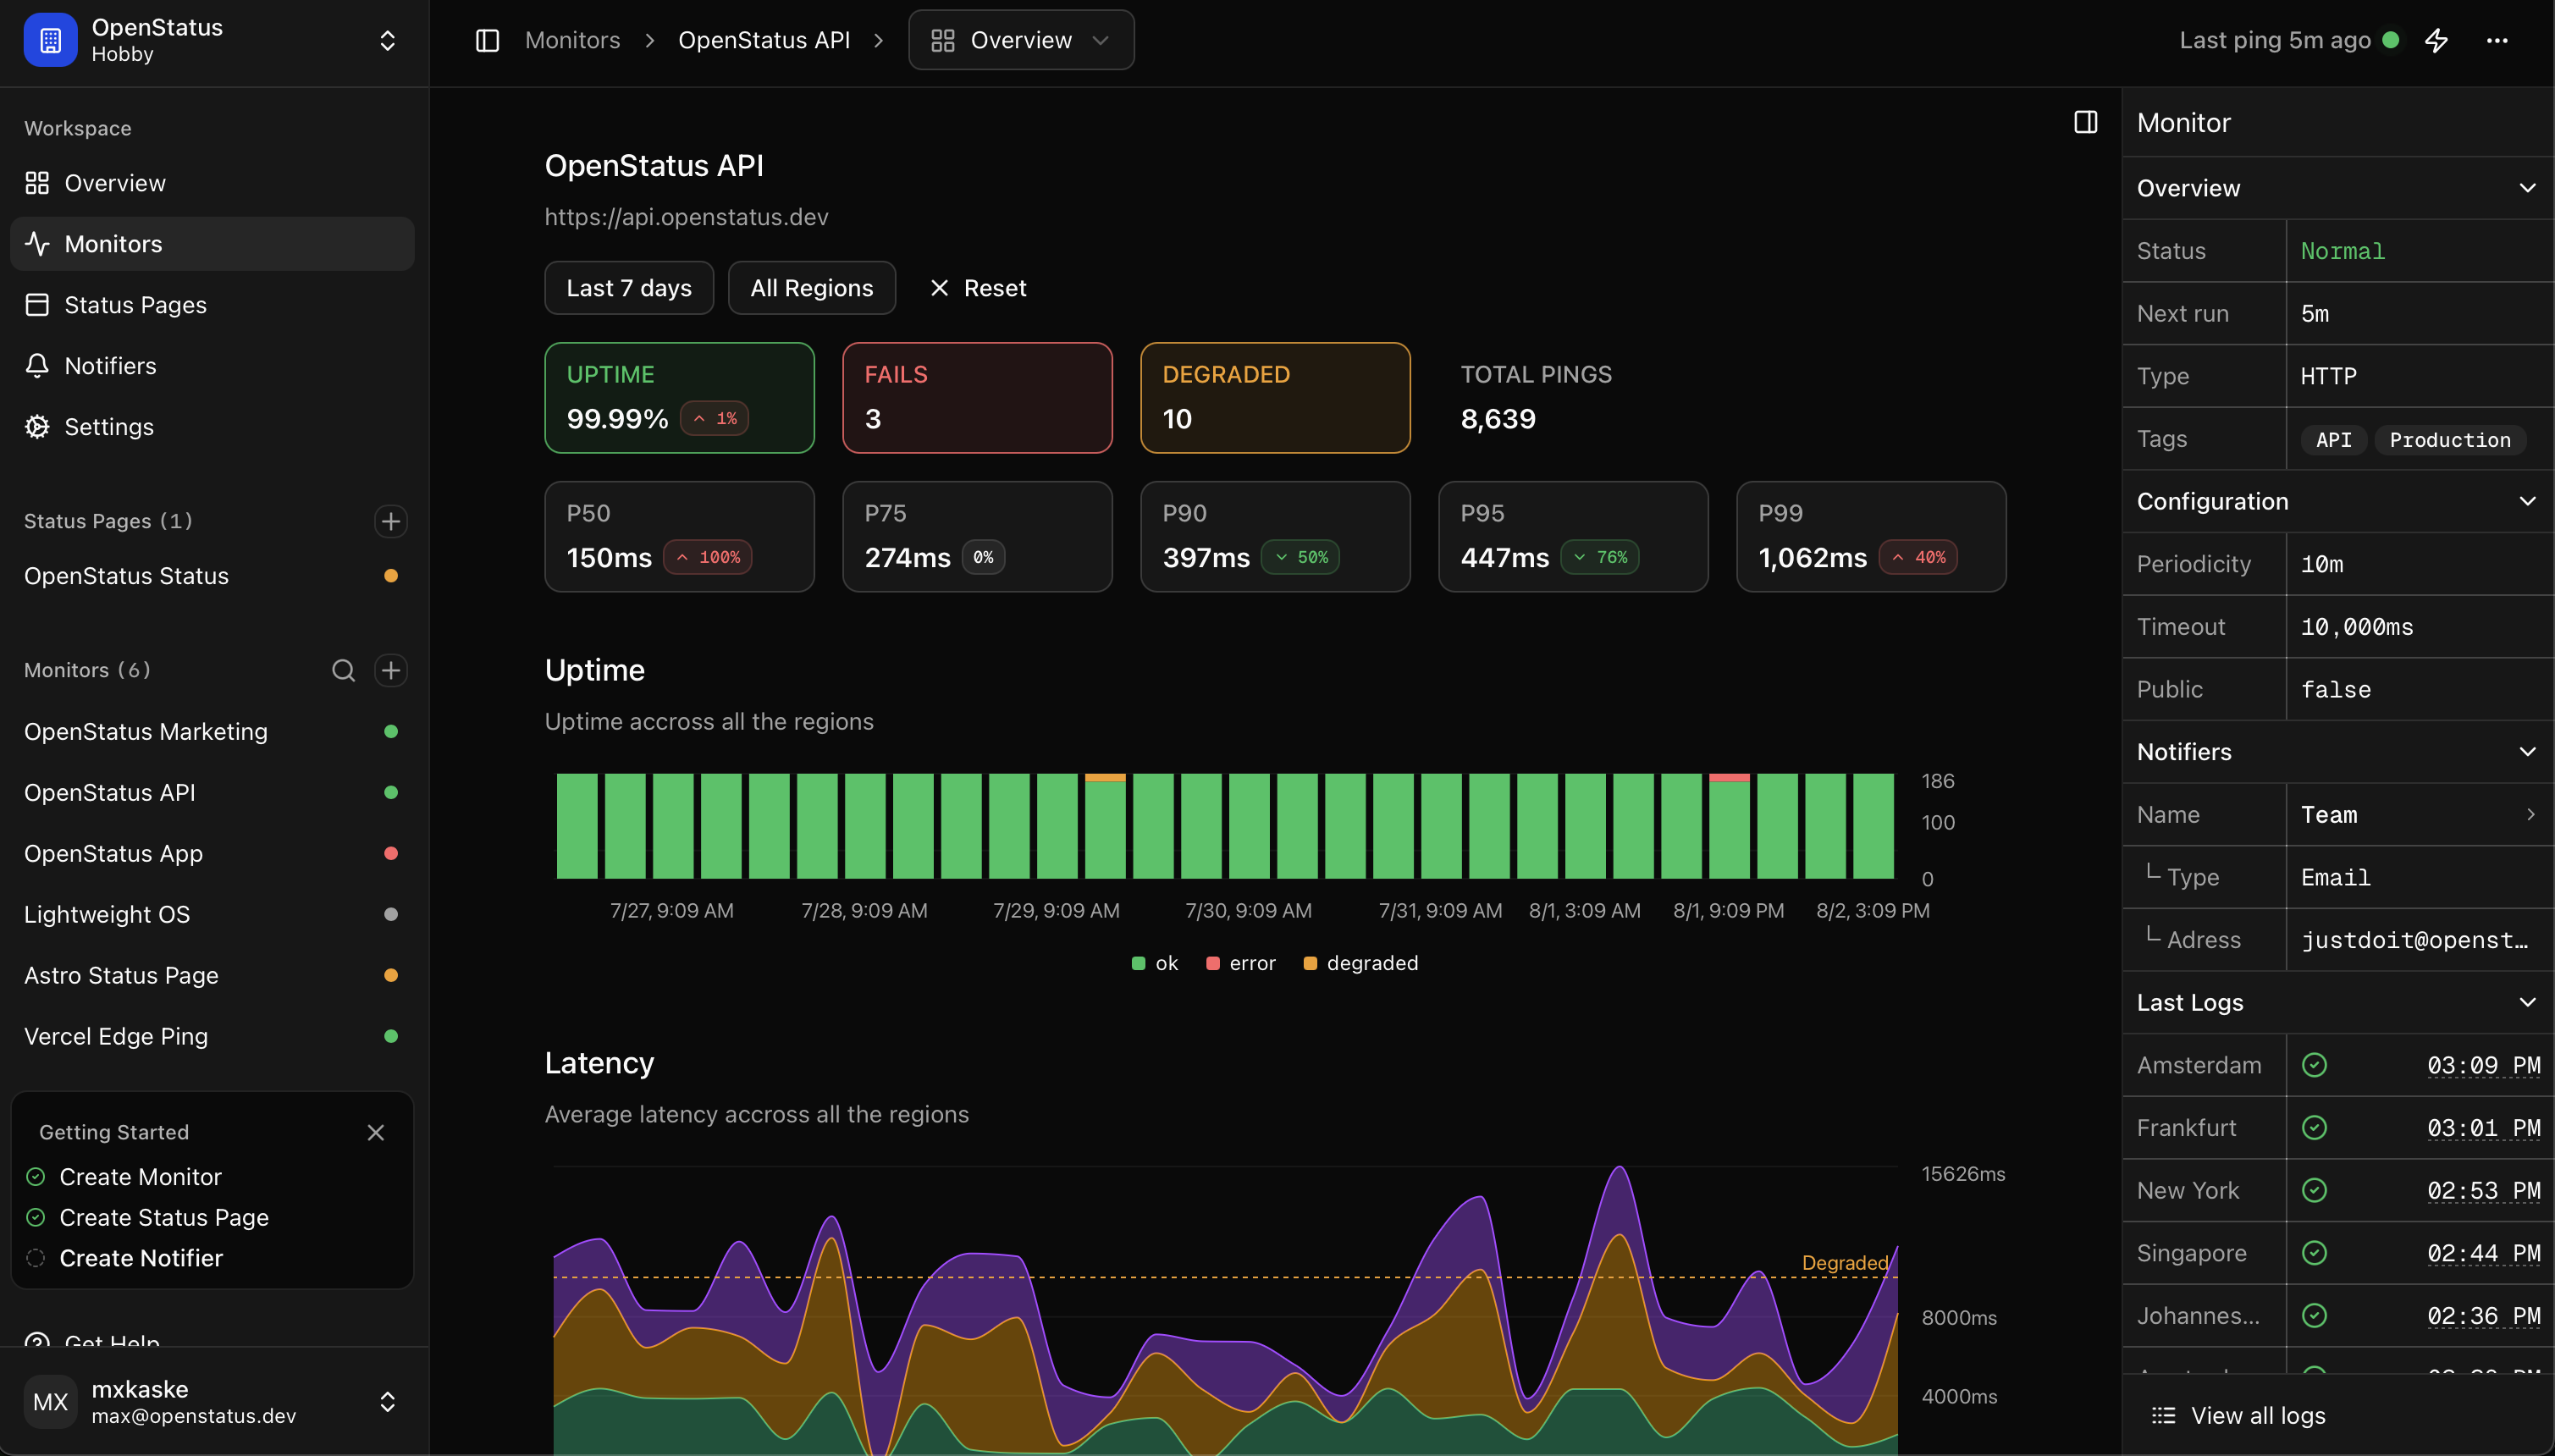 OpenStatus
Hobby
Workspace
Overview
Monitors
Status Pages
Notifiers
Settings
Status Pages (1)
OpenStatus Status
Monitors (6)
OpenStatus Marketing
OpenStatus API
OpenStatus App
Lightweight OS
Astro Status Page
Vercel Edge Ping
Getting Started
Create Monitor
Create Status Page
Create Notifier
Get Help
MX
mxkaske
max@openstatus.dev
Monitors > OpenStatus API > Overview
Last ping 5m ago
OpenStatus API
https://api.openstatus.dev
Last 7 days All Regions Reset
UPTIME FAILS DEGRADED TOTAL PINGS
99.99% 1% 3 10 8,639
P50 P75 P90 P95 P99
150ms 100% 274ms 0% 397ms 50% 447ms 76% 1,062ms 40%
Uptime
Uptime accross all the regions
186
100
0
7/27, 9:09 AM 7/28, 9:09 AM 7/29, 9:09 AM 7/30, 9:09 AM 7/31, 9:09 AM 8/1, 3:09 AM 8/1, 9:09 PM 8/2, 3:09 PM
ok error degraded
Latency
Average latency accross all the regions
15626ms
Degraded
8000ms
4000ms
Monitor
Overview
Status Normal
Next run 5m
Type HTTP
Tags API Production
Configuration
Periodicity 10m
Timeout 10,000ms
Public false
Notifiers
Name Team
Type Email
Adress justdoit@openst…
Last Logs
Amsterdam 03:09 PM
Frankfurt 03:01 PM
New York 02:53 PM
Singapore 02:44 PM
Johannes… 02:36 PM
View all logs